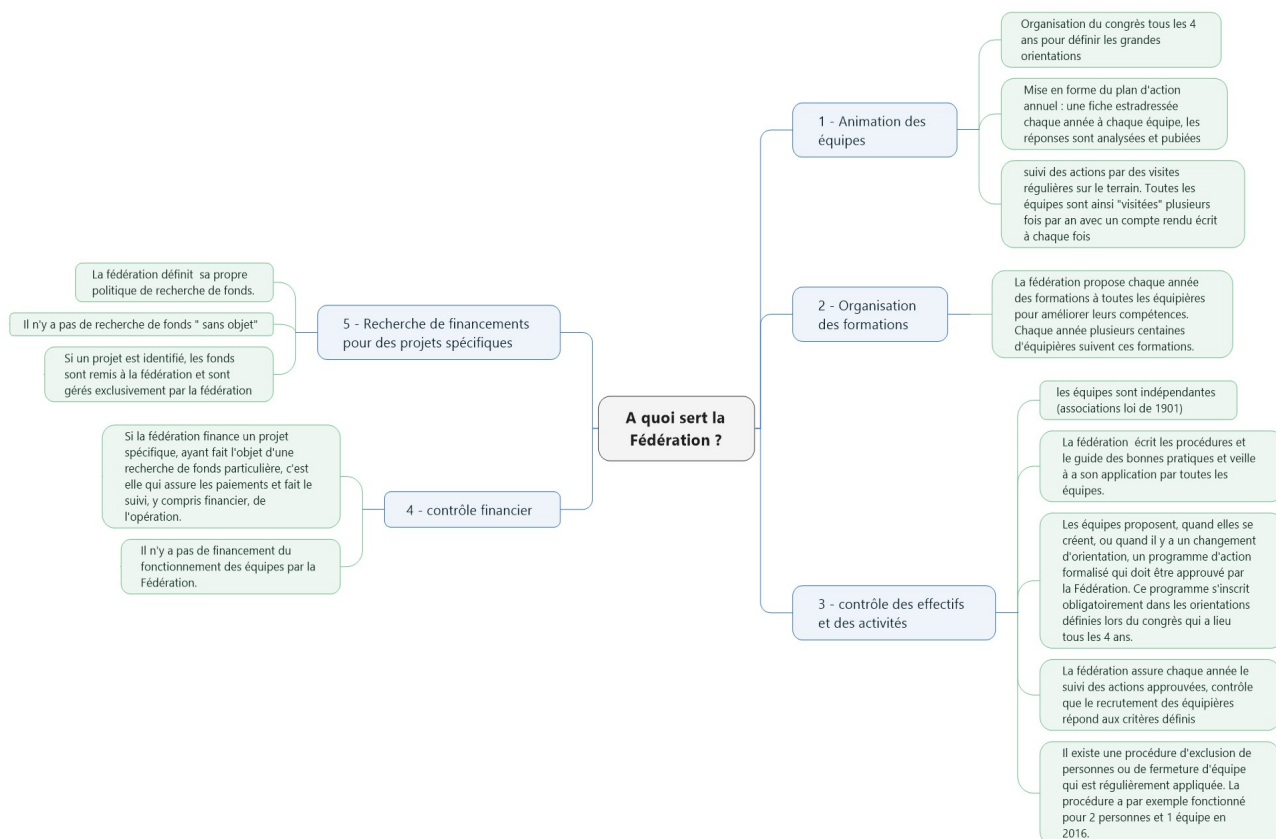 A quoi sert la
Fédération ?
1 - Animation des
équipes
Organisation du congrès tous les 4
ans pour définir les grandes
orientations
Mise en forme du plan d'action
annuel : une fiche estradressée
chaque année à chaque équipe, les
réponses sont analysées et pubiées
suivi des actions par des visites
régulières sur le terrain. Toutes les
équipes sont ainsi "visitées" plusieurs
fois par an avec un compte rendu écrit
à chaque fois
2 - Organisation
des formations
La fédération propose chaque année
des formations à toutes les équipières
pour améliorer leurs compétences.
Chaque année plusieurs centaines
d'équipières suivent ces formations.
3 - contrôle des effectifs
et des activités
les équipes sont indépendantes
(associations loi de 1901)
La fédération  écrit les procédures et
le guide des bonnes pratiques et veille
à a son application par toutes les
équipes.
Les équipes proposent, quand elles se
créent, ou quand il y a un changement
d'orientation, un programme d'action
formalisé qui doit être approuvé par
la Fédération. Ce programme s'inscrit
obligatoirement dans les orientations
définies lors du congrès qui a lieu
tous les 4 ans.
La fédération assure chaque année le
suivi des actions approuvées, contrôle
que le recrutement des équipières
répond aux critères définis
Il existe une procédure d'exclusion de
personnes ou de fermeture d'équipe
qui est régulièrement appliquée. La
procédure a par exemple fonctionné
pour 2 personnes et 1 équipe en
2016.
4 - contrôle financier
Si la fédération finance un projet
spécifique, ayant fait l'objet d'une
recherche de fonds particulière, c'est
elle qui assure les paiements et fait le
suivi, y compris financier, de
l'opération.
Il n'y a pas de financement du
fonctionnement des équipes par la
Fédération.
5 - Recherche de financements
pour des projets spécifiques
La fédération définit  sa propre
politique de recherche de fonds.
Il n'y a pas de recherche de fonds " sans objet"
Si un projet est identifié, les fonds
sont remis à la fédération et sont
gérés exclusivement par la fédération